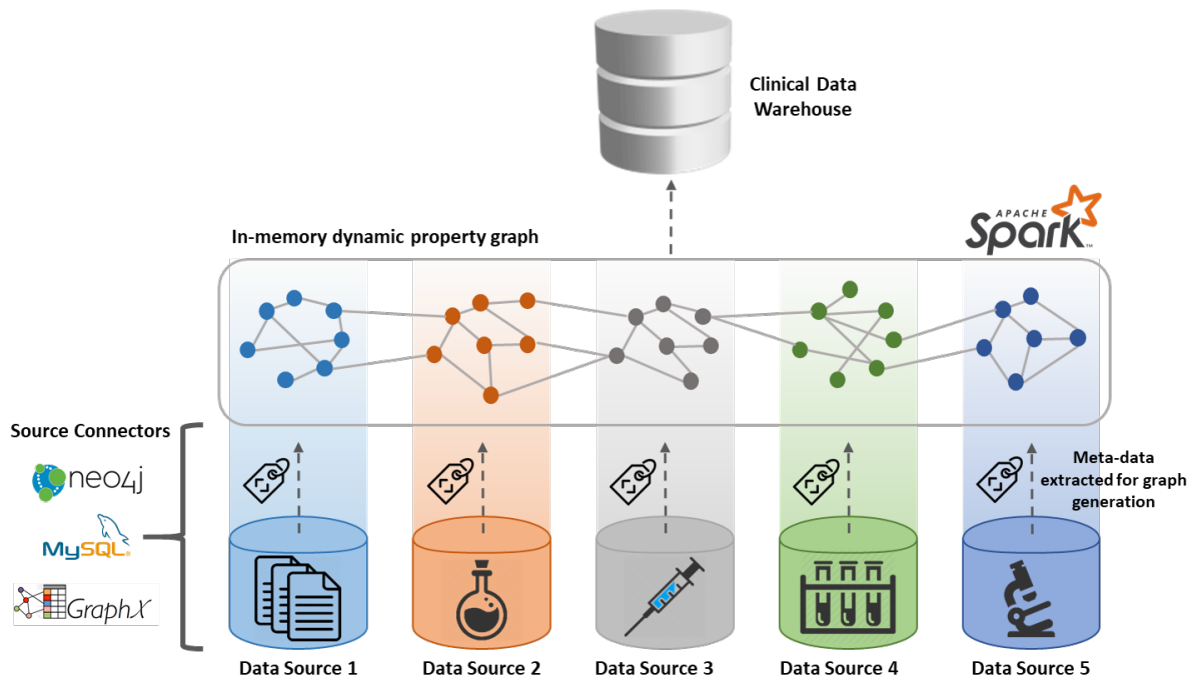 Clinical Data
Warehouse
APACHE
Spark™
In-memory dynamic property graph
Source Connectors
neo4j
MySQL®
GraphX
Meta-data
extracted for graph
generation
Data Source 1
Data Source 2
Data Source 3
Data Source 4
Data Source 5